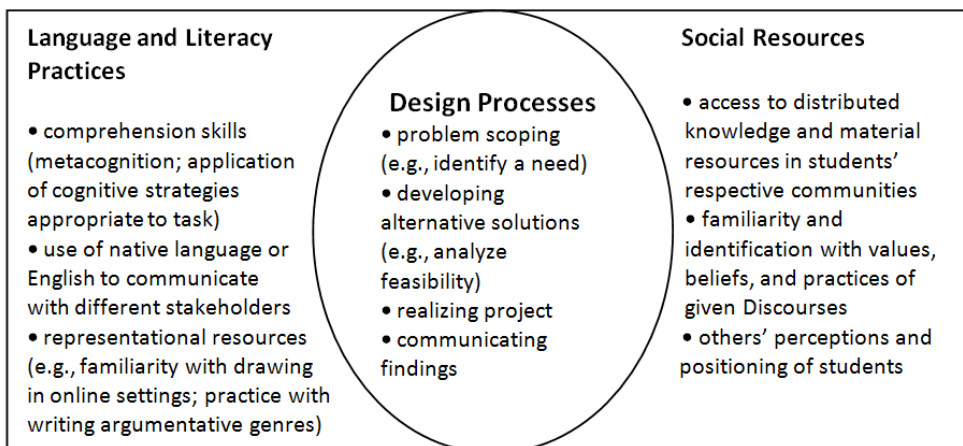 Language and Literacy
Practices
• comprehension skills
(metacognition; application
of cognitive strategies
appropriate to task)
• use of native language or
English to communicate
with different stakeholders
• representational resources
(e.g., familiarity with drawing
in online settings; practice with
writing argumentative genres)
Design Processes
• problem scoping
(e.g., identify a need)
• developing
alternative solutions
(e.g., analyze
feasibility)
• realizing project
• communicating
findings
Social Resources
• access to distributed
knowledge and material
resources in students’
respective communities
• familiarity and
identification with values,
beliefs, and practices of
given Discourses
• others’ perceptions and
positioning of students